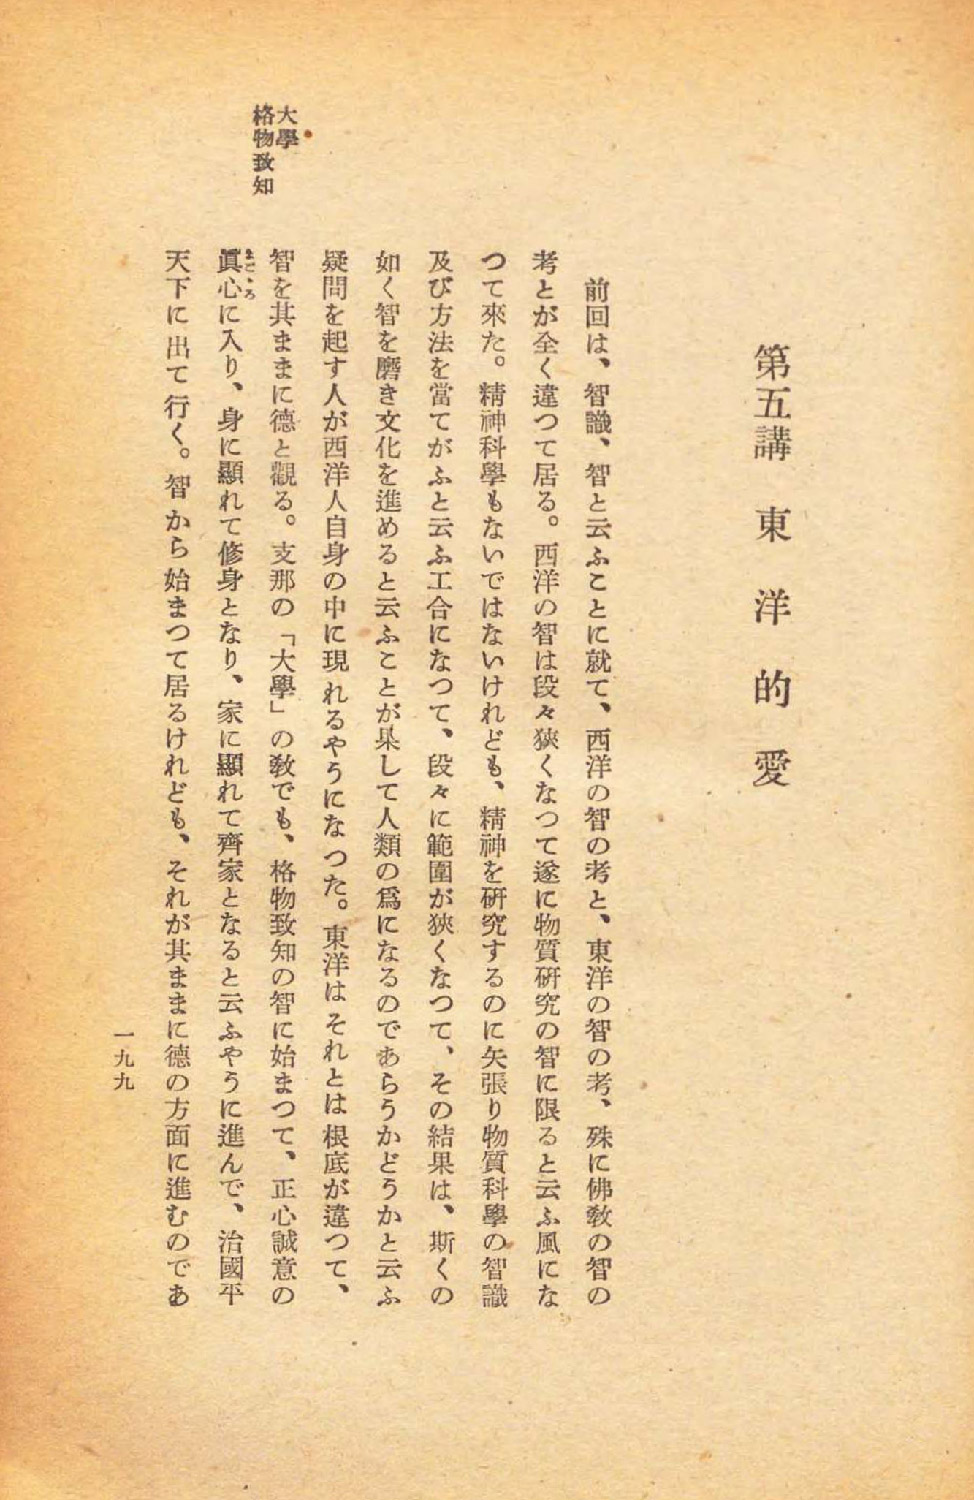 第五講　東洋的愛
前回は、智識、智と云ふことに就て、西洋の智の考と、東洋の智の考、殊に佛教の智の
考とが全く違つて居る。西洋の智は段々狹くなつて遂に物質研究の智に限ると云ふ風にな
つて來た。精神科學もないではないけれども、精神を研究するのに矢張り物質科學の智識
及び方法を當てがふと云ふ工合になつて、段々に範圍が狹くなつて、その結果は、斯くの
如く智を磨き文化を進めると云ふことが果して人類の爲になるのであらうかどうかと云ふ
疑問を起す人が西洋人自身の中に現れるやうになつた。東洋はそれとは根底が違つて、
智を其ままに德と觀る。支那の「大學」の教でも、格物致知の智に始まつて、正心誠意の
眞心に入り、身に顯れて修身となり、家に顯れて齊家となると云ふやうに進んで、治國平
まごころ
天下に出て行く。智から始まつて居るけれども、それが其ままに德の方面に進むのであ
大學
格物致知
一九九